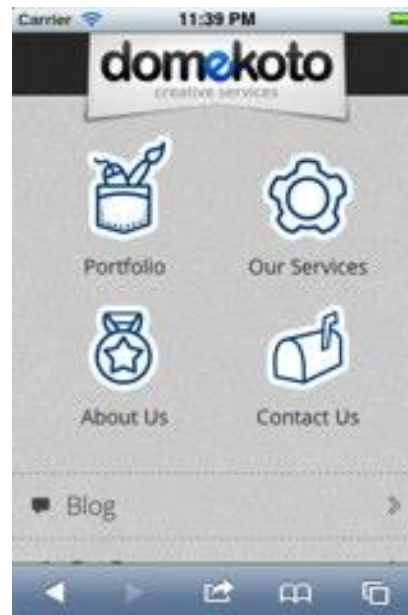 Carrier 11:39 PM
domekoto
creative services
Portfolio Our Services
About Us Contact Us
Blog